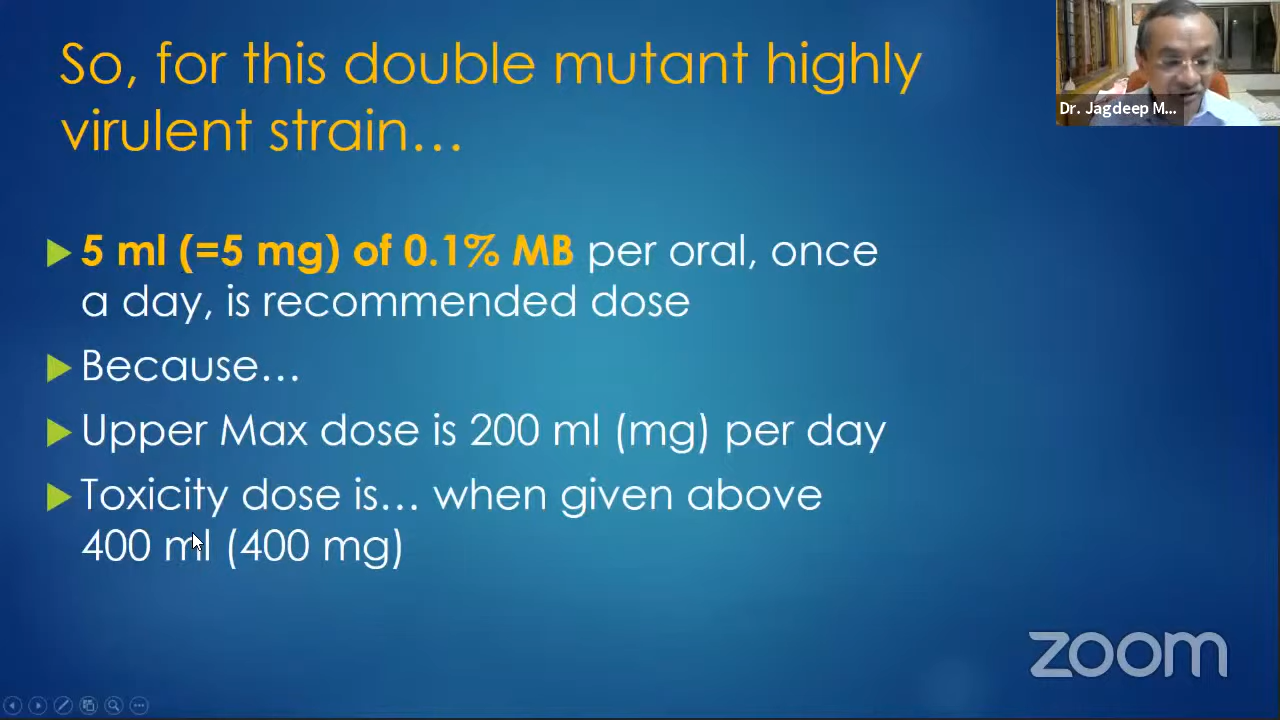 So, for this double mutant highly
virulent strain…
5 ml (=5 mg) of 0.1% MB per oral, once
a day, is recommended dose
Because…
Upper Max dose is 200 ml (mg) per day
Toxicity dose is… when given above
400 ml (400 mg)
Dr. Jagdeep M...
zoom